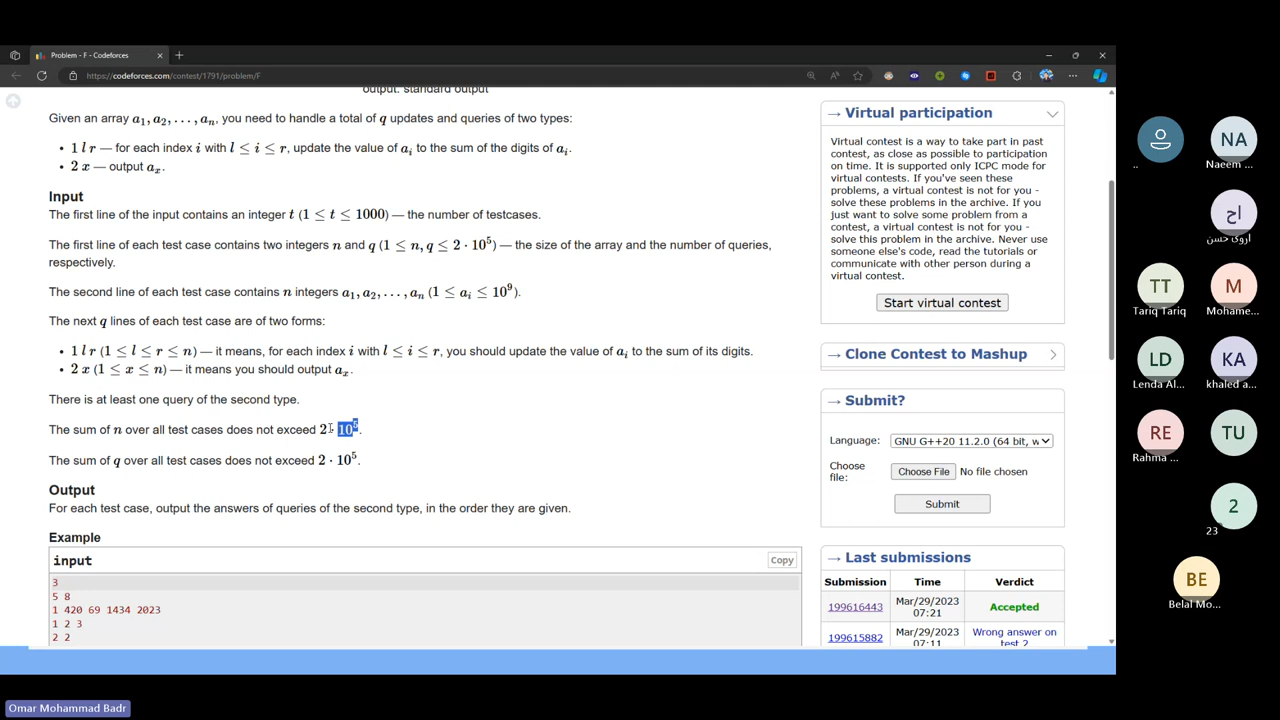 Problem - F - Codeforces
https://codeforces.com/contest/1791/problem/F
output: standard output
Given an array a1, a2, . . . , an, you need to handle a total of q updates and queries of two types:
• 1 l r — for each index i with l ≤ i ≤ r, update the value of ai to the sum of the digits of ai.
• 2 x — output ax.
Input
The first line of the input contains an integer t (1 ≤ t ≤ 1000) — the number of testcases.
The first line of each test case contains two integers n and q (1 ≤ n, q ≤ 2 · 10^5) — the size of the array and the number of queries,
respectively.
The second line of each test case contains n integers a1, a2, . . . , an (1 ≤ ai ≤ 10^9).
The next q lines of each test case are of two forms:
• 1 l r (1 ≤ l ≤ r ≤ n) — it means, for each index i with l ≤ i ≤ r, you should update the value of ai to the sum of its digits.
• 2 x (1 ≤ x ≤ n) — it means you should output ax.
There is at least one query of the second type.
The sum of n over all test cases does not exceed 2 · 10^5.
The sum of q over all test cases does not exceed 2 · 10^5.
Output
For each test case, output the answers of queries of the second type, in the order they are given.
Example
input
Copy
3
5 8
1 420 69 1434 2023
1 2 3
2 2
→ Virtual participation
Virtual contest is a way to take part in past
contest, as close as possible to participation
on time. It is supported only ICPC mode for
virtual contests. If you've seen these
problems, a virtual contest is not for you -
solve these problems in the archive. If you
just want to solve some problem from a
contest, a virtual contest is not for you -
solve this problem in the archive. Never use
someone else's code, read the tutorials or
communicate with other person during a
virtual contest.
Start virtual contest
→ Clone Contest to Mashup
→ Submit?
Language: GNU G++20 11.2.0 (64 bit, w
Choose
file:
Choose File No file chosen
Submit
→ Last submissions
Submission Time Verdict
199616443 Mar/29/2023 07:21 Accepted
199615882 Mar/29/2023 07:11 Wrong answer on test 2
..
NA
Naeem ...
اح
اروى حسن
TT
Tariq Tariq
M
Mohame...
LD
Lenda Al...
KA
khaled a...
RE
Rahma ...
TU
2
23
BE
Belal Mo...
Omar Mohammad Badr